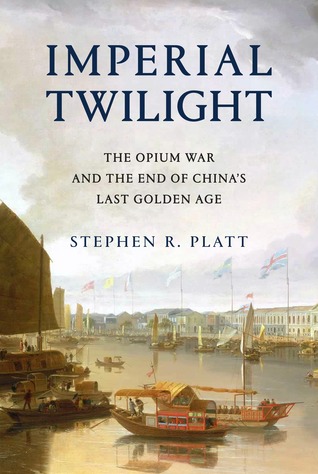 IMPERIAL
TWILIGHT
THE OPIUM WAR
AND THE END OF CHINA'S
LAST GOLDEN AGE
STEPHEN R. PLATT